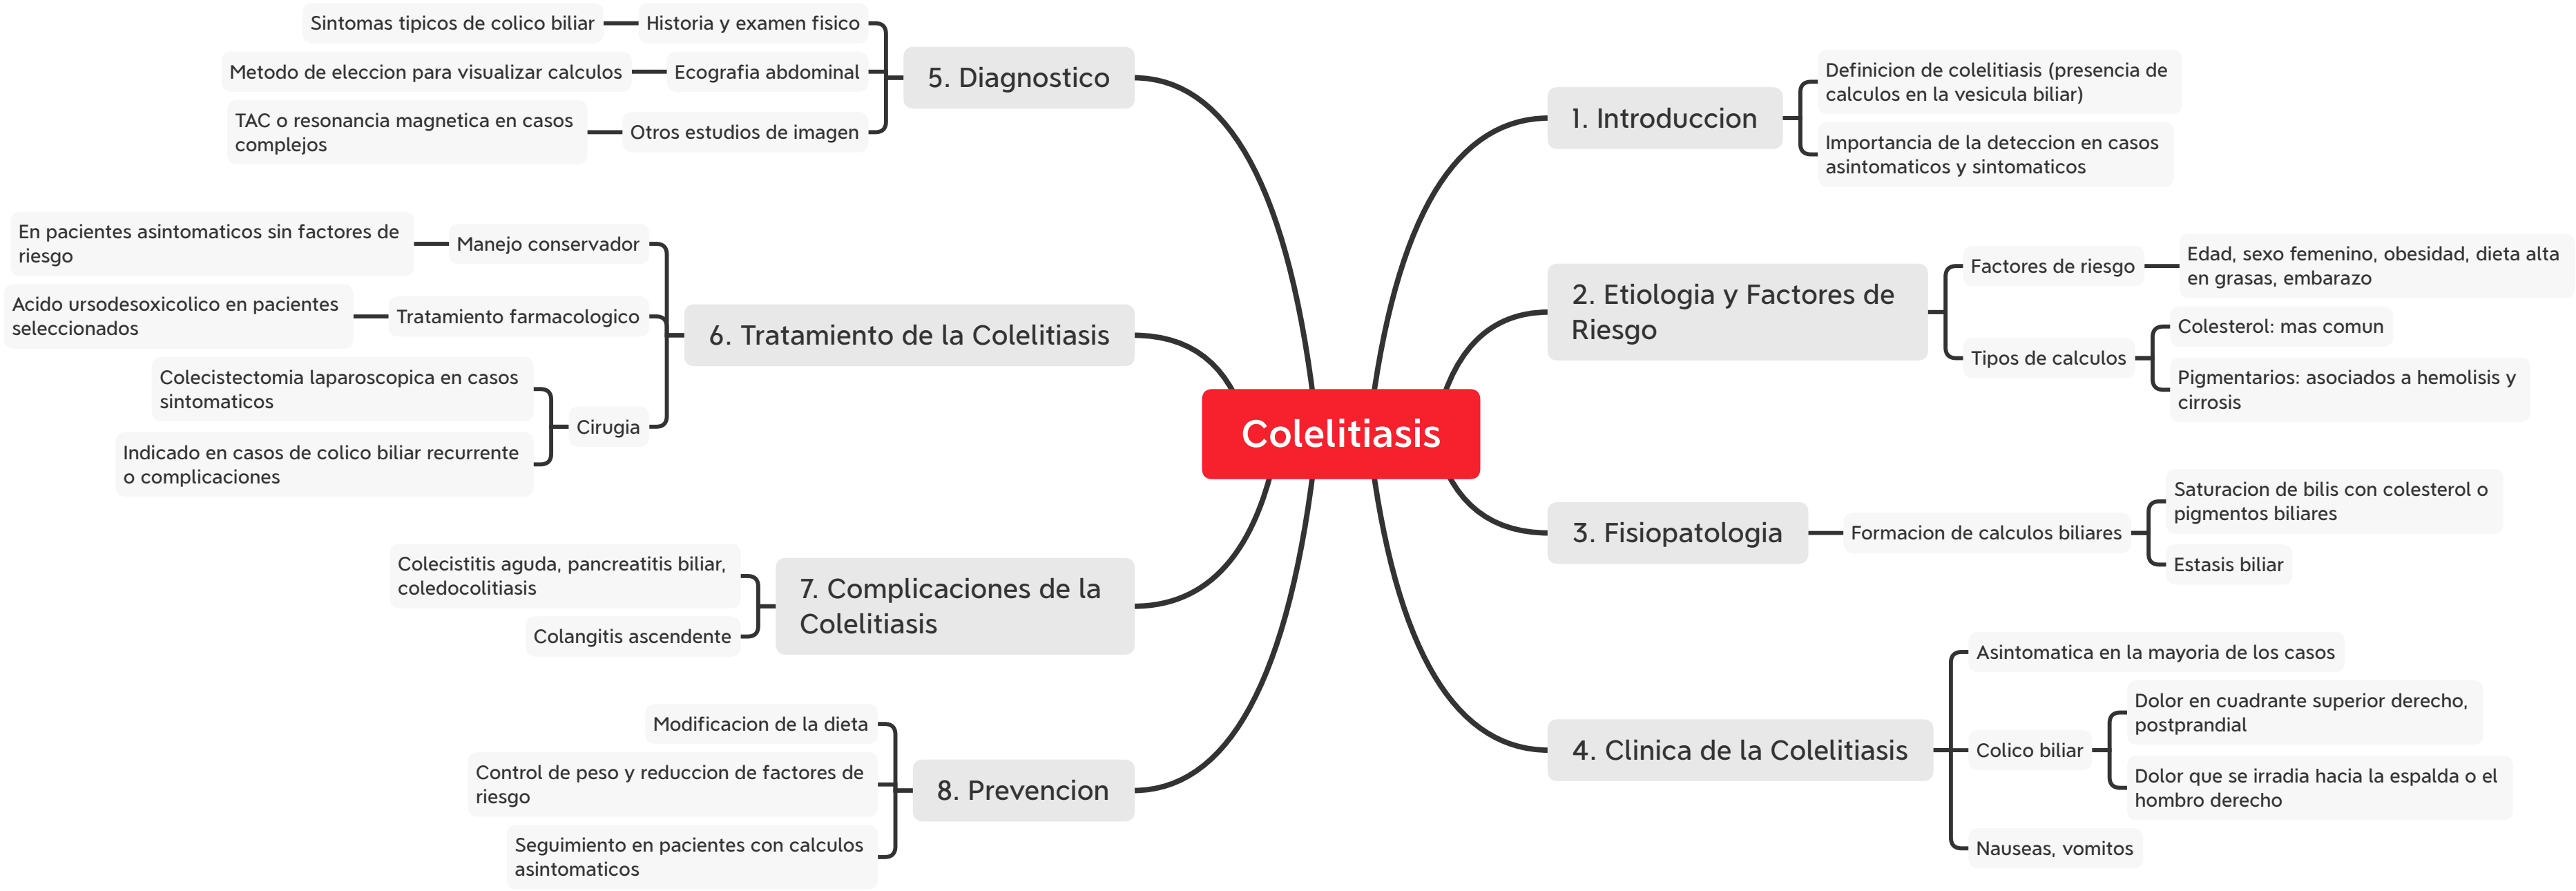 Colelitiasis
1. Introduccion
Definicion de colelitiasis (presencia de
calculos en la vesicula biliar)
Importancia de la deteccion en casos
asintomaticos y sintomaticos
2. Etiologia y Factores de
Riesgo
Factores de riesgo
Edad, sexo femenino, obesidad, dieta alta
en grasas, embarazo
Tipos de calculos
Colesterol: mas comun
Pigmentarios: asociados a hemolisis y
cirrosis
3. Fisiopatologia
Formacion de calculos biliares
Saturacion de bilis con colesterol o
pigmentos biliares
Estasis biliar
4. Clinica de la Colelitiasis
Asintomatica en la mayoria de los casos
Colico biliar
Dolor en cuadrante superior derecho,
postprandial
Dolor que se irradia hacia la espalda o el
hombro derecho
Nauseas, vomitos
5. Diagnostico
Historia y examen fisico
Sintomas tipicos de colico biliar
Ecografia abdominal
Metodo de eleccion para visualizar calculos
Otros estudios de imagen
TAC o resonancia magnetica en casos
complejos
6. Tratamiento de la Colelitiasis
Manejo conservador
En pacientes asintomaticos sin factores de
riesgo
Tratamiento farmacologico
Acido ursodesoxicolico en pacientes
seleccionados
Cirugia
Colecistectomia laparoscopica en casos
sintomaticos
Indicado en casos de colico biliar recurrente
o complicaciones
7. Complicaciones de la
Colelitiasis
Colecistitis aguda, pancreatitis biliar,
coledocolitiasis
Colangitis ascendente
8. Prevencion
Modificacion de la dieta
Control de peso y reduccion de factores de
riesgo
Seguimiento en pacientes con calculos
asintomaticos